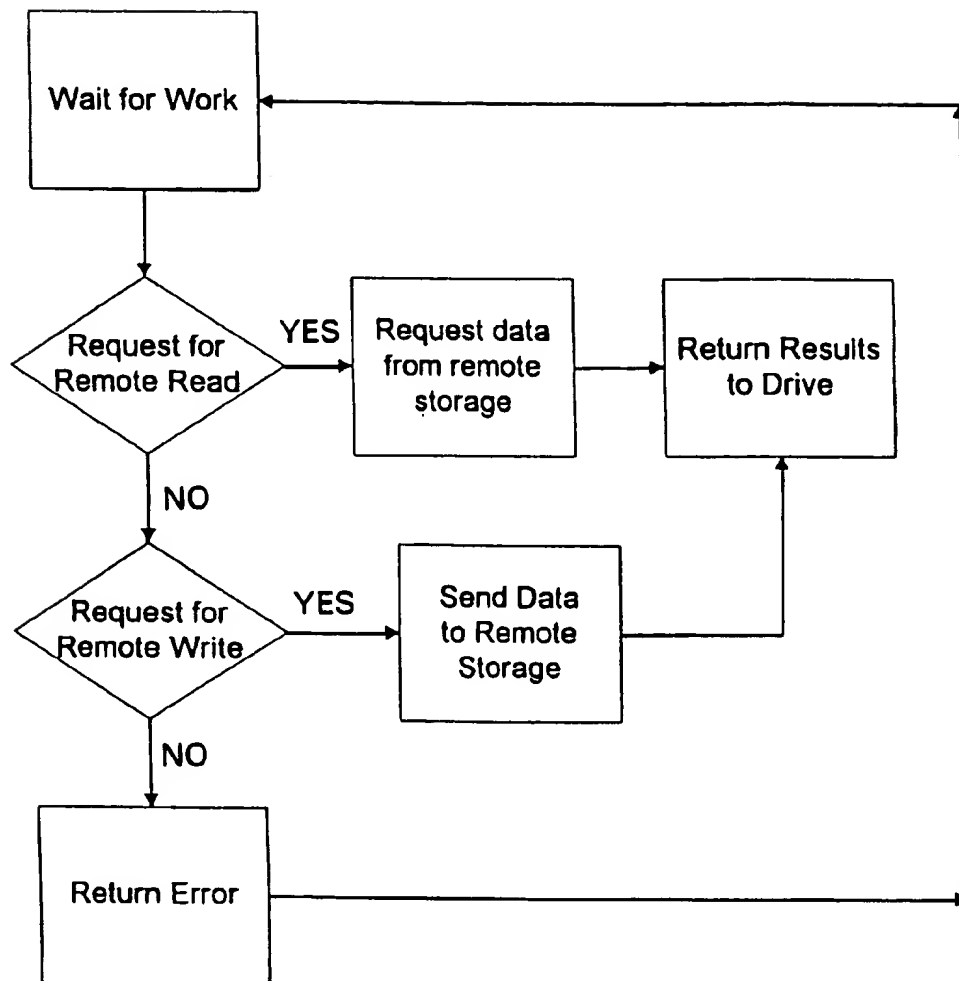 Wait for Work
Request for
Remote Read
YES
Request data
from remote
storage
Return Results
to Drive
NO
Request for
Remote Write
YES
Send Data
to Remote
Storage
NO
Return Error